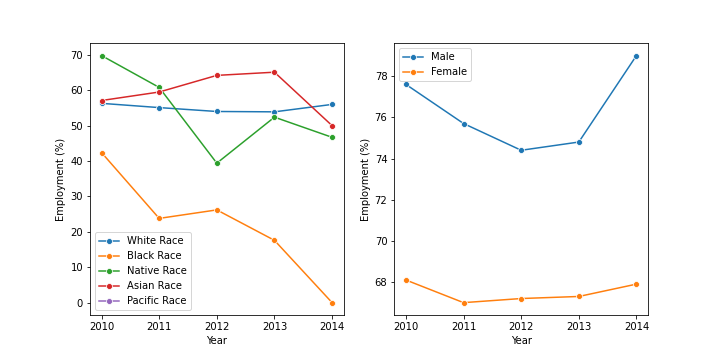 70
60
50
40
30
20
10
0
Employment (%)
White Race
Black Race
Native Race
Asian Race
Pacific Race
2010 2011 2012 2013 2014
Year
78
76
74
72
70
68
Employment (%)
Male
Female
2010 2011 2012 2013 2014
Year